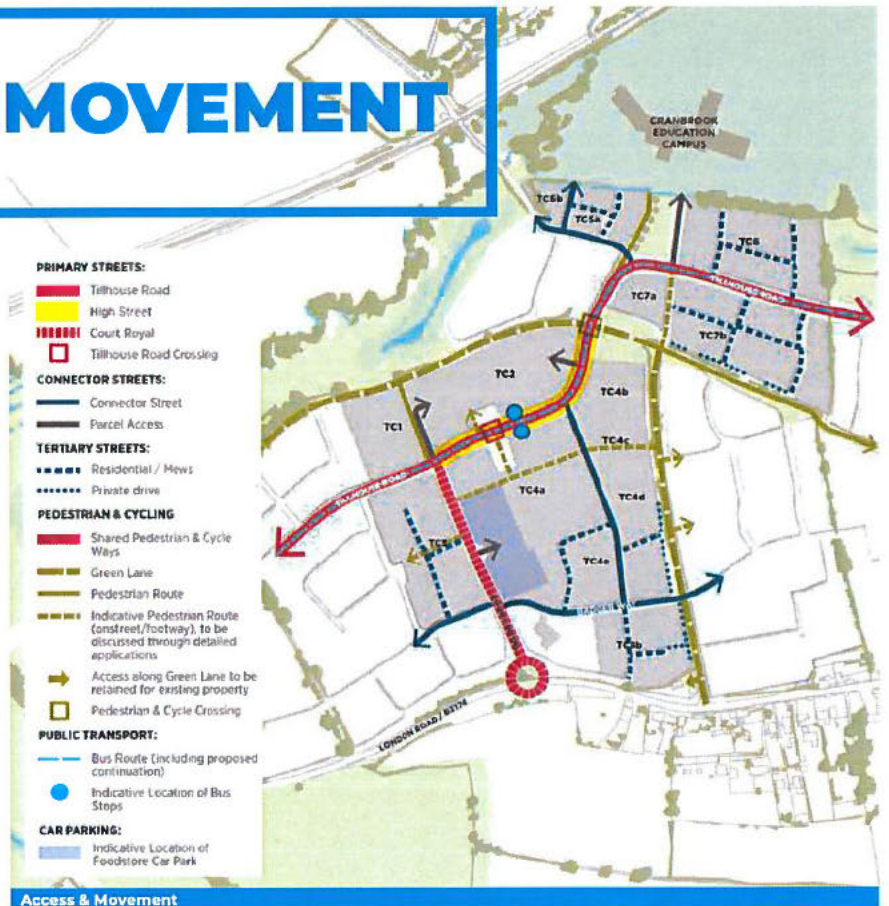 MOVEMENT
CRANBROOK
EDUCATION
CAMPUS
PRIMARY STREETS:
Tillhouse Road
High Street
Court Royal
Tillhouse Road Crossing
CONNECTOR STREETS:
Connector Street
Parcel Access
TERTIARY STREETS:
Residential / Mews
Private drive
PEDESTRIAN & CYCLING
Shared Pedestrian & Cycle
Ways
Green Lane
Pedestrian Route
Indicative Pedestrian Route
(onstreet/footway), to be
discussed through detailed
applications
Access along Green Lane to be
retained for existing property
Pedestrian & Cycle Crossing
PUBLIC TRANSPORT:
Bus Route (including proposed
continuation)
Indicative Location of Bus
Stops
CAR PARKING:
Indicative Location of
Foodstore Car Park
TC5b
TC5a
TC6
TILLHOUSE ROAD
TC7a
TC7b
TC2
TC4b
TC1
TC4c
TILLHOUSE ROAD
TC4a
TC4d
TC4e
LONDON ROAD / B3174
Access & Movement